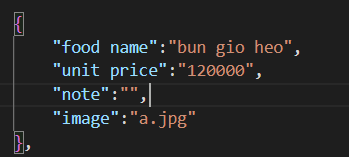 {
"food name":"bun gio heo",
"unit price":"120000",
"note":"",
"image":"a.jpg"
},